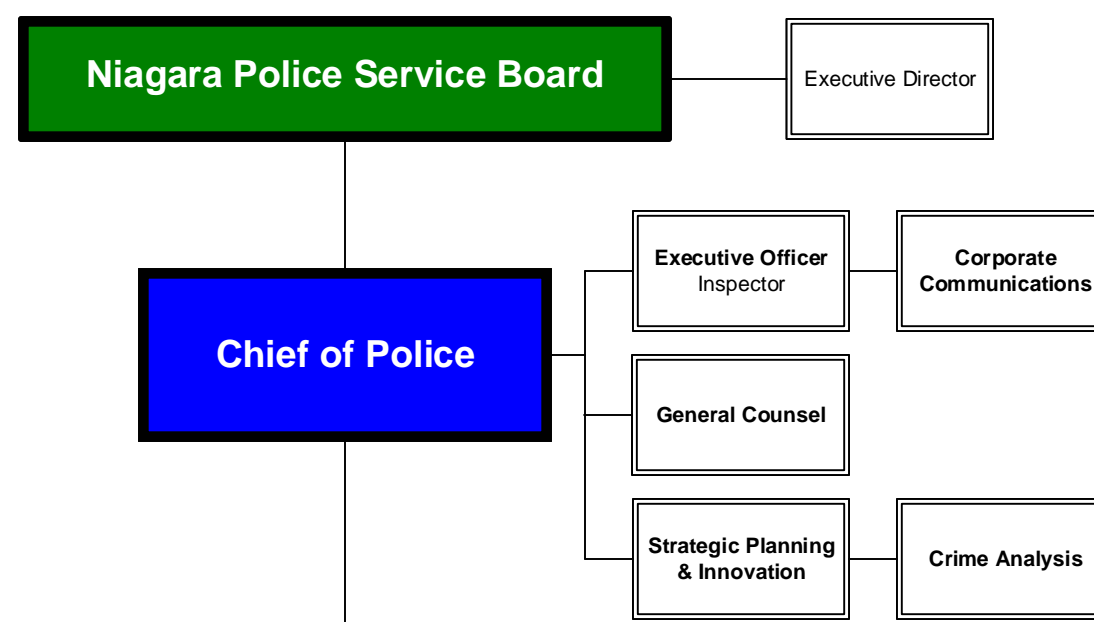 Niagara Police Service Board
Executive Director
Executive Officer
Inspector
Corporate
Communications
Chief of Police
General Counsel
Strategic Planning
& Innovation
Crime Analysis